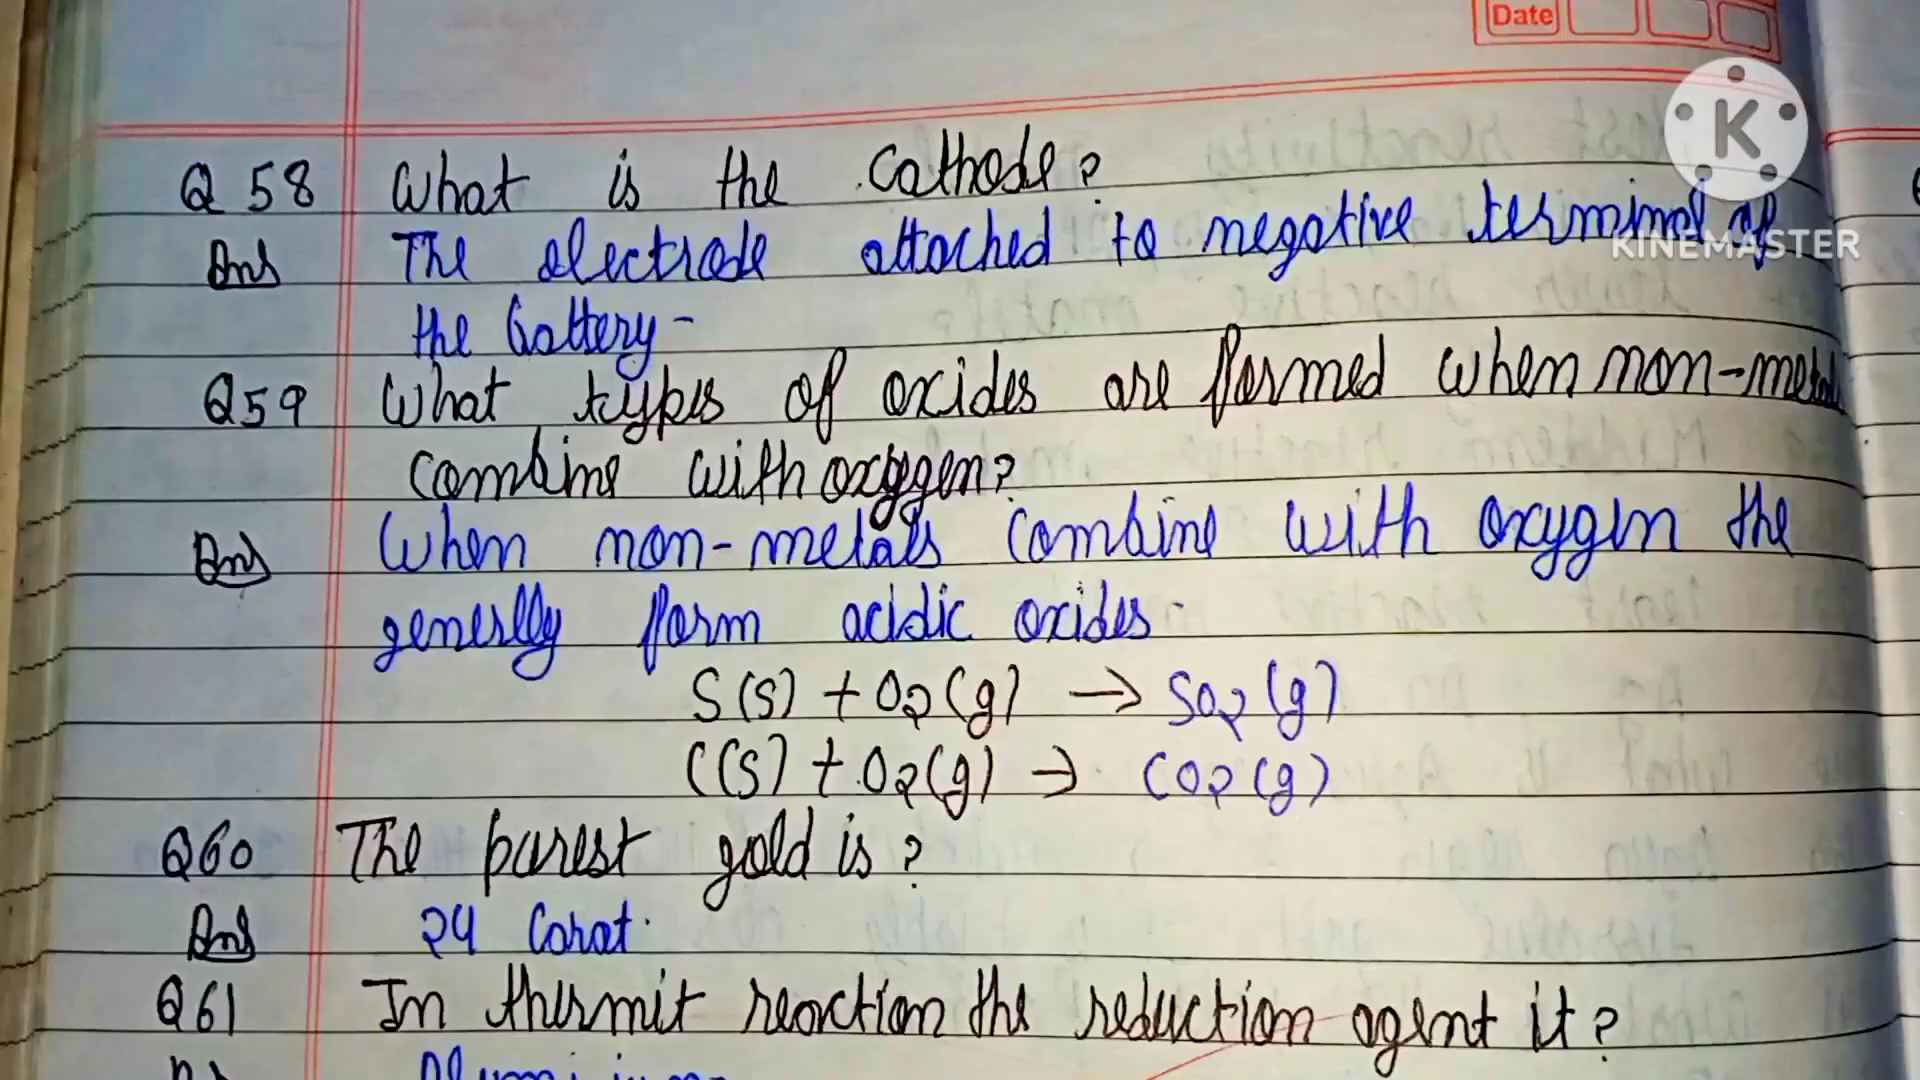 Date
K
KINEMASTER
Q 58 What is the Cathode?
Ans The electrode attached to negative terminal of
the battery-
Q59 What types of oxides are formed when non-metal
combine with oxygen?
Ans When non-metals combine with oxygen the
generlly form acidic oxides.
S(s) + O2(g) → SO2(g)
C(s) + O2(g) → CO2(g)
Q60 The purest gold is?
Ans 24 Carat.
Q61 In thermit reaction the reduction agent it?